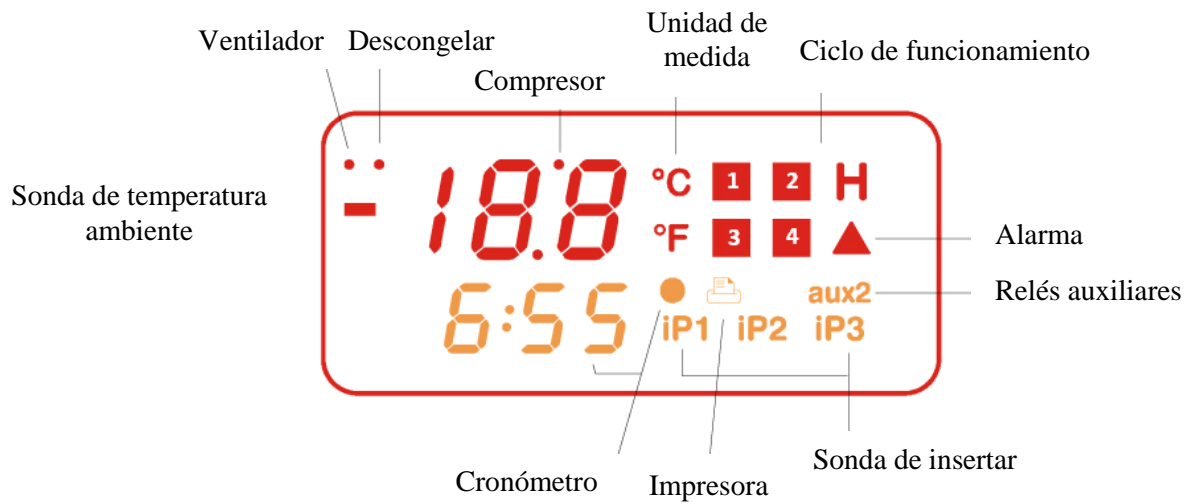 Unidad de
medida
Ventilador
Descongelar
Ciclo de funcionamiento
Compresor
Sonda de temperatura
ambiente
-18.8
°C
1
2
H
°F
3
4
Alarma
6:55
aux2
Relés auxiliares
iP1
iP2
iP3
Sonda de insertar
Cronómetro
Impresora